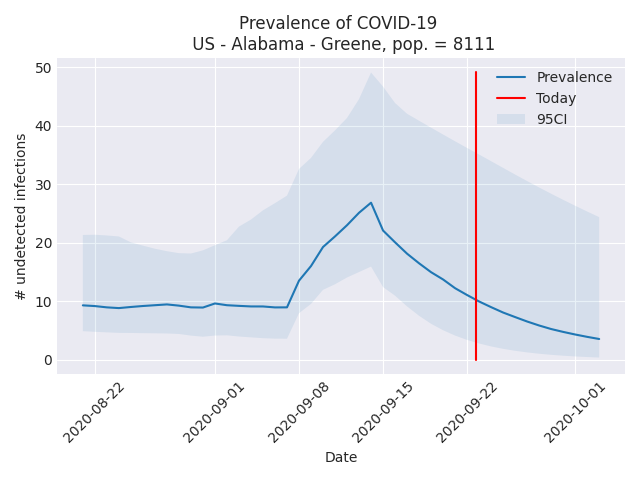 Prevalence of COVID-19
US - Alabama - Greene, pop. = 8111
# undetected infections
50
40
30
20
10
0
Prevalence
Today
95CI
2020-08-22
2020-09-01
2020-09-08
2020-09-15
2020-09-22
2020-10-01
Date